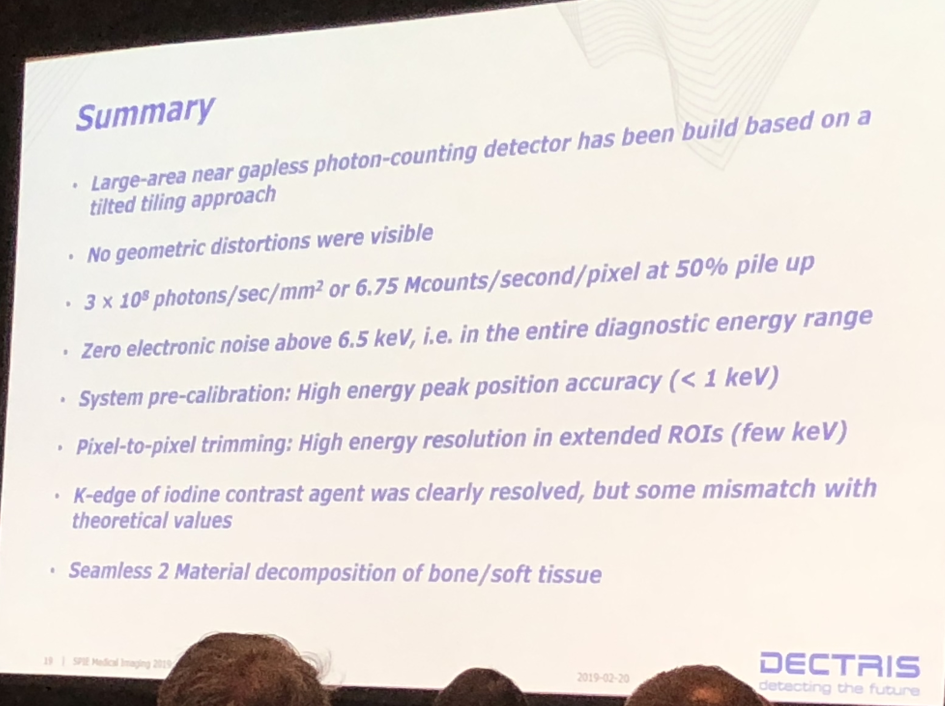 Summary
• Large-area near gapless photon-counting detector has been build based on a
tilted tiling approach
• No geometric distortions were visible
• 3 × 10⁸ photons/sec/mm² or 6.75 Mcounts/second/pixel at 50% pile up
• Zero electronic noise above 6.5 keV, i.e. in the entire diagnostic energy range
• System pre-calibration: High energy peak position accuracy (< 1 keV)
• Pixel-to-pixel trimming: High energy resolution in extended ROIs (few keV)
• K-edge of iodine contrast agent was clearly resolved, but some mismatch with
theoretical values
• Seamless 2 Material decomposition of bone/soft tissue
19 | SPIE Medical Imaging 2019
2019-02-20
DECTRIS
detecting the future